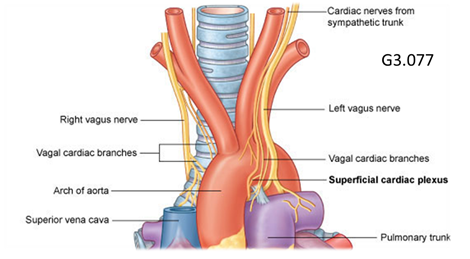 Cardiac nerves from
sympathetic trunk
G3.077
Left vagus nerve
Right vagus nerve
Vagal cardiac branches
Vagal cardiac branches
Superficial cardiac plexus
Arch of aorta
Superior vena cava
Pulmonary trunk